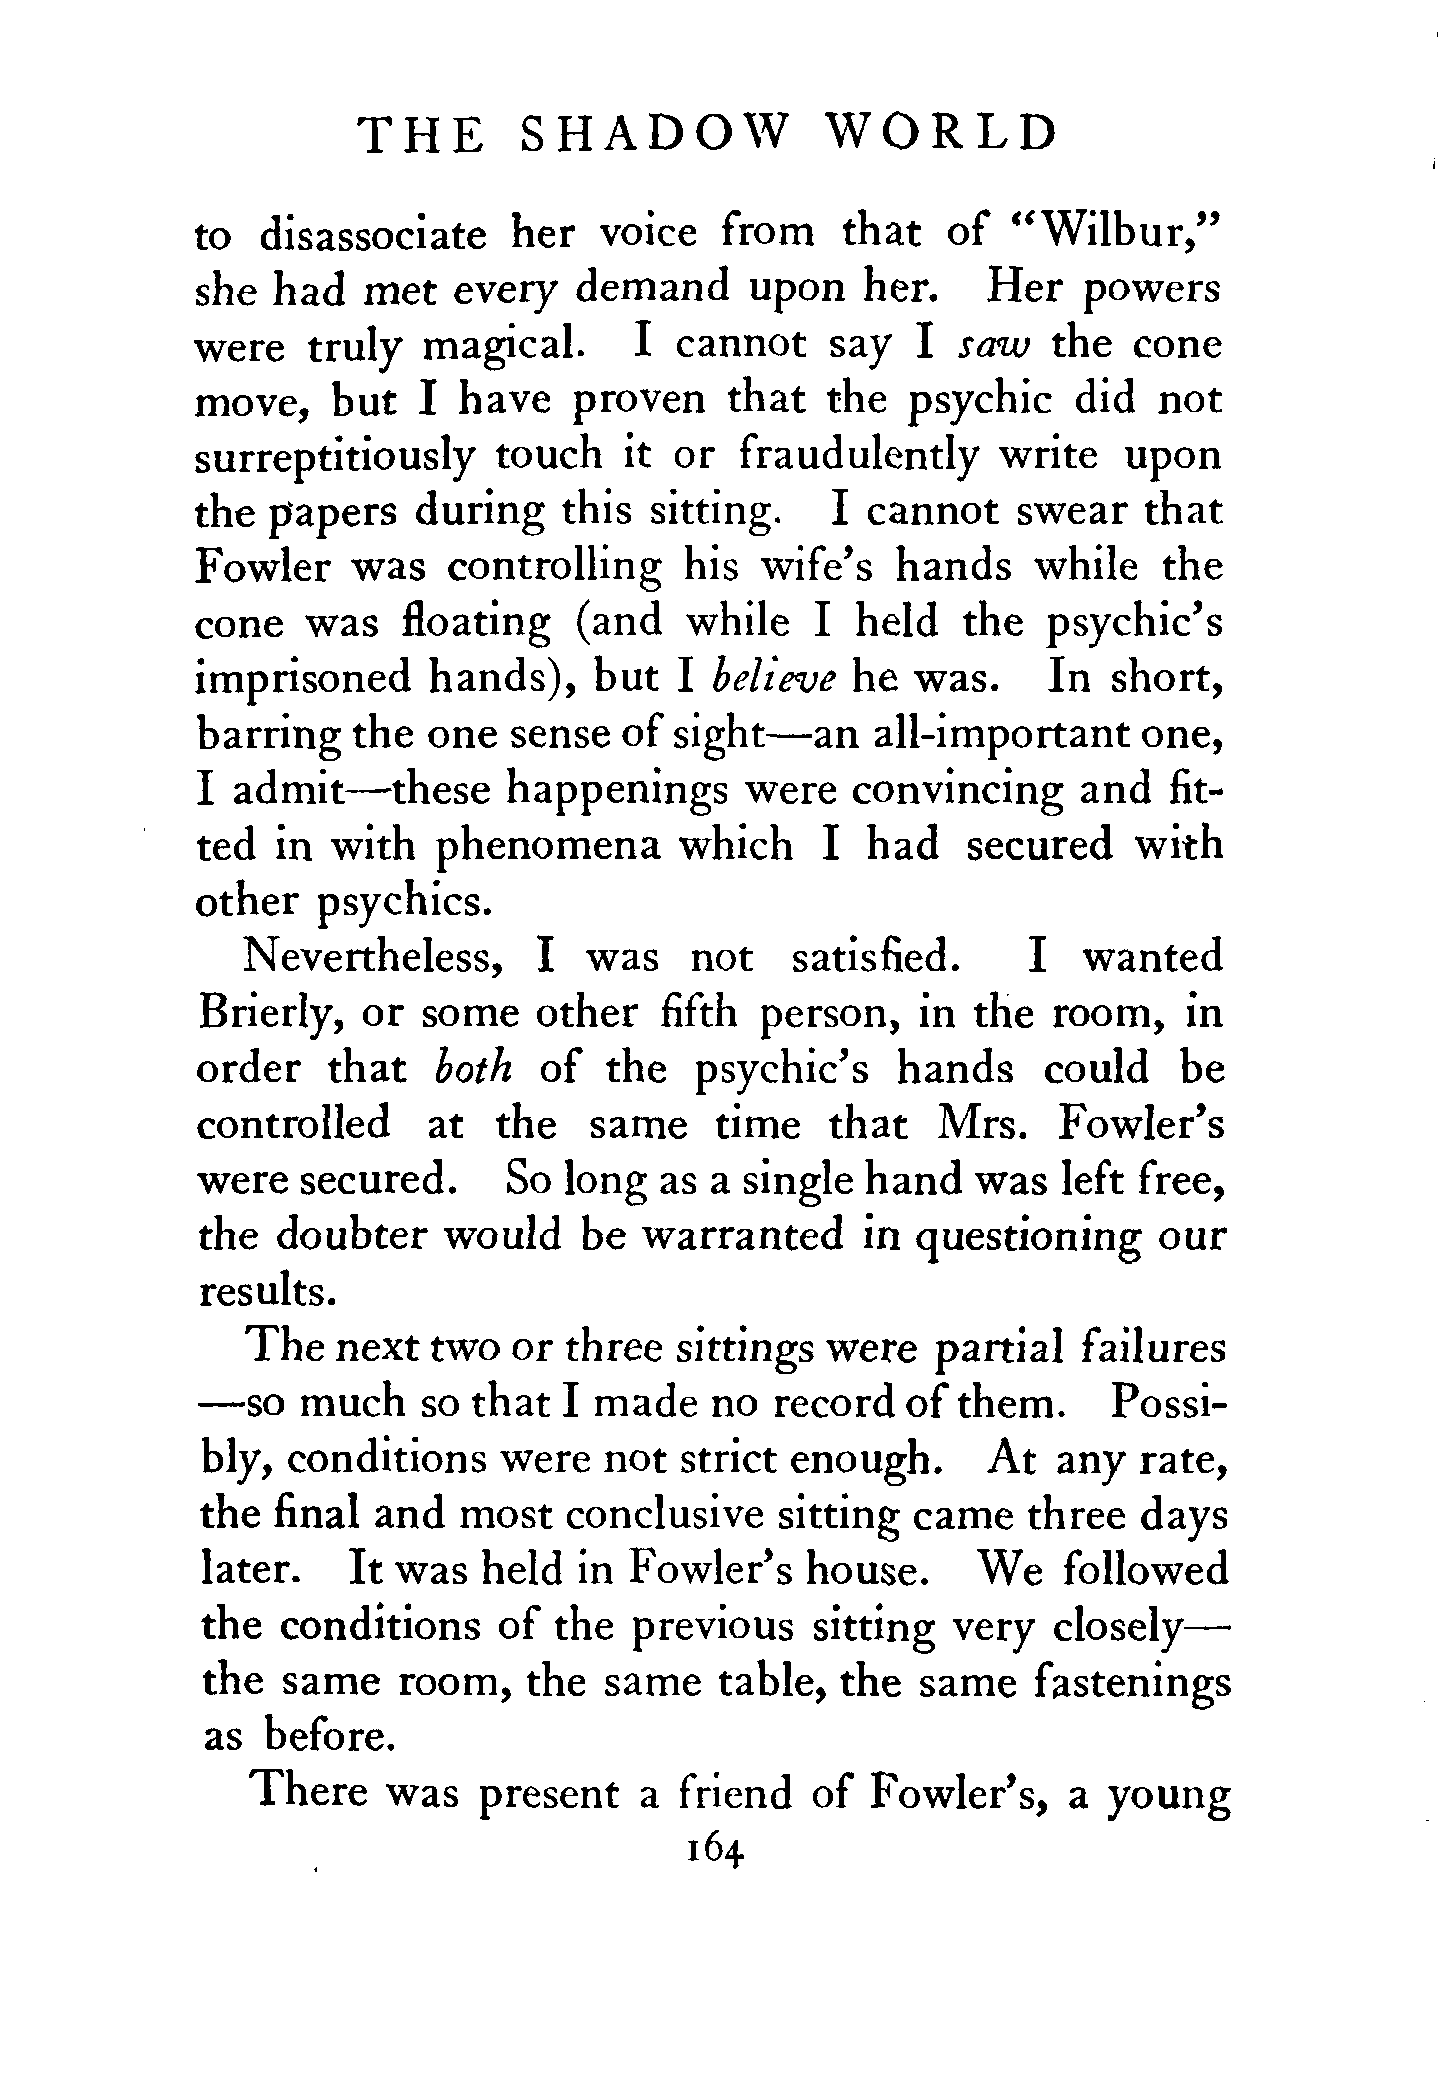 THE SHADOW WORLD
to disassociate her voice from that of “Wilbur,”
she had met every demand upon her. Her powers
were truly magical. I cannot say I saw the cone
move, but I have proven that the psychic did not
surreptitiously touch it or fraudulently write upon
the papers during this sitting. I cannot swear that
Fowler was controlling his wife’s hands while the
cone was floating (and while I held the psychic’s
imprisoned hands), but I believe he was. In short,
barring the one sense of sight—an all-important one,
I admit—these happenings were convincing and fit-
ted in with phenomena which I had secured with
other psychics.
Nevertheless, I was not satisfied. I wanted
Brierly, or some other fifth person, in the room, in
order that both of the psychic’s hands could be
controlled at the same time that Mrs. Fowler’s
were secured. So long as a single hand was left free,
the doubter would be warranted in questioning our
results.
The next two or three sittings were partial failures
—so much so that I made no record of them. Possi-
bly, conditions were not strict enough. At any rate,
the final and most conclusive sitting came three days
later. It was held in Fowler’s house. We followed
the conditions of the previous sitting very closely—
the same room, the same table, the same fastenings
as before.
There was present a friend of Fowler’s, a young
164